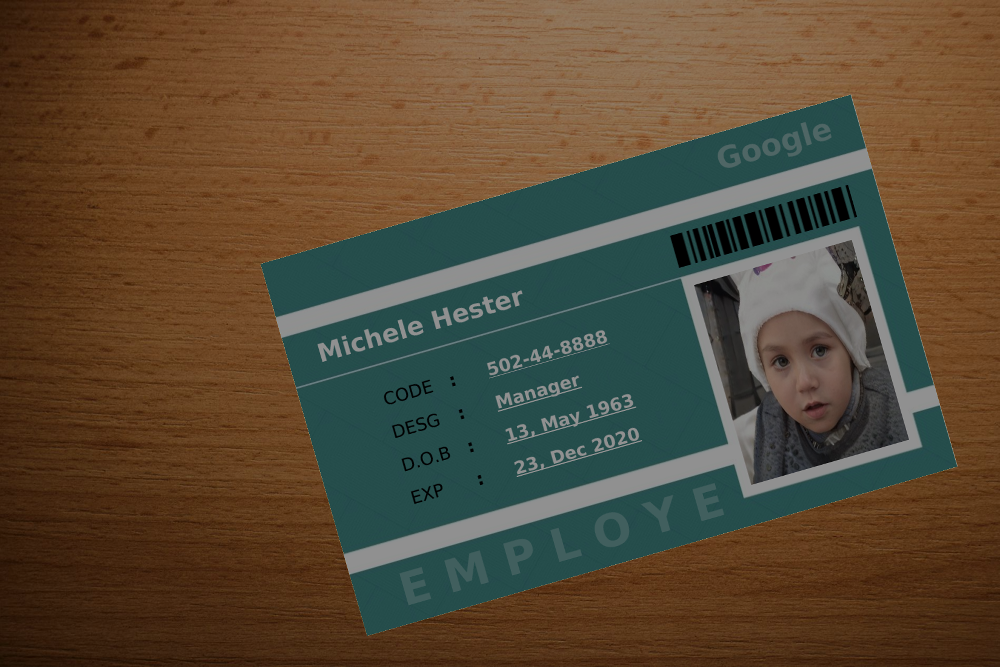 Google
Michele Hester
CODE : 502-44-8888
DESG : Manager
D.O.B : 13, May 1963
EXP : 23, Dec 2020
EMPLOYE